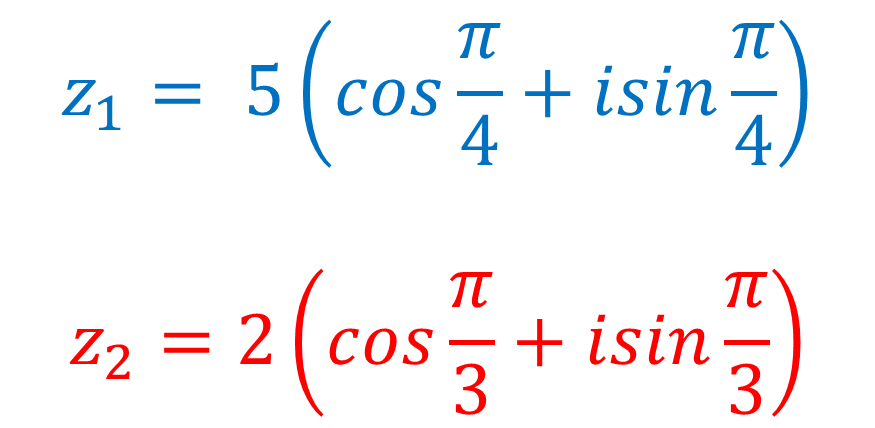 z₁ = 5 (cos π/4 + isin π/4)
z₂ = 2 (cos π/3 + isin π/3)